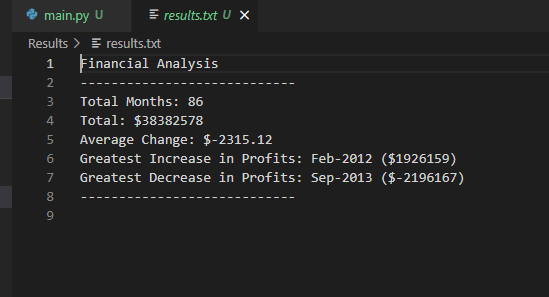 main.py U
results.txt U
Results > results.txt
1 Financial Analysis
2 ----------------------------
3 Total Months: 86
4 Total: $38382578
5 Average Change: $-2315.12
6 Greatest Increase in Profits: Feb-2012 ($1926159)
7 Greatest Decrease in Profits: Sep-2013 ($-2196167)
8 ----------------------------
9